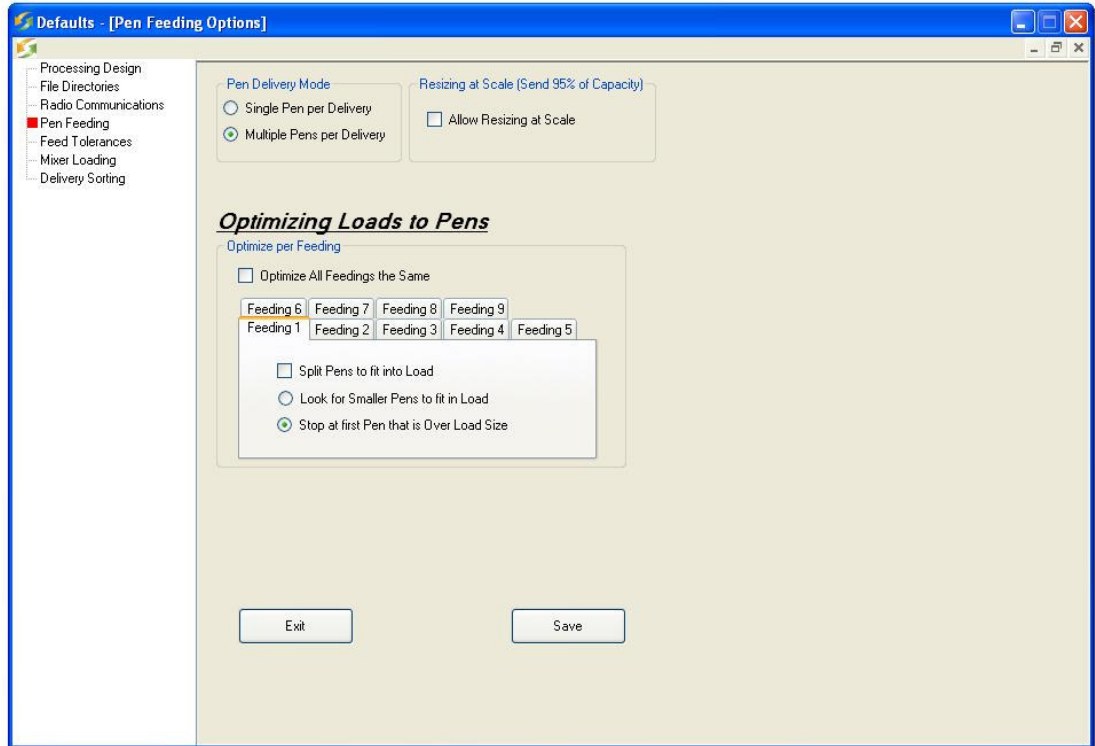 Defaults - [Pen Feeding Options]
Processing Design
File Directories
Radio Communications
Pen Feeding
Feed Tolerances
Mixer Loading
Delivery Sorting
Pen Delivery Mode
Single Pen per Delivery
Multiple Pens per Delivery
Resizing at Scale (Send 95% of Capacity)
Allow Resizing at Scale
Optimizing Loads to Pens
Optimize per Feeding
Optimize All Feedings the Same
Feeding 6 Feeding 7 Feeding 8 Feeding 9
Feeding 1 Feeding 2 Feeding 3 Feeding 4 Feeding 5
Split Pens to fit into Load
Look for Smaller Pens to fit in Load
Stop at first Pen that is Over Load Size
Exit Save